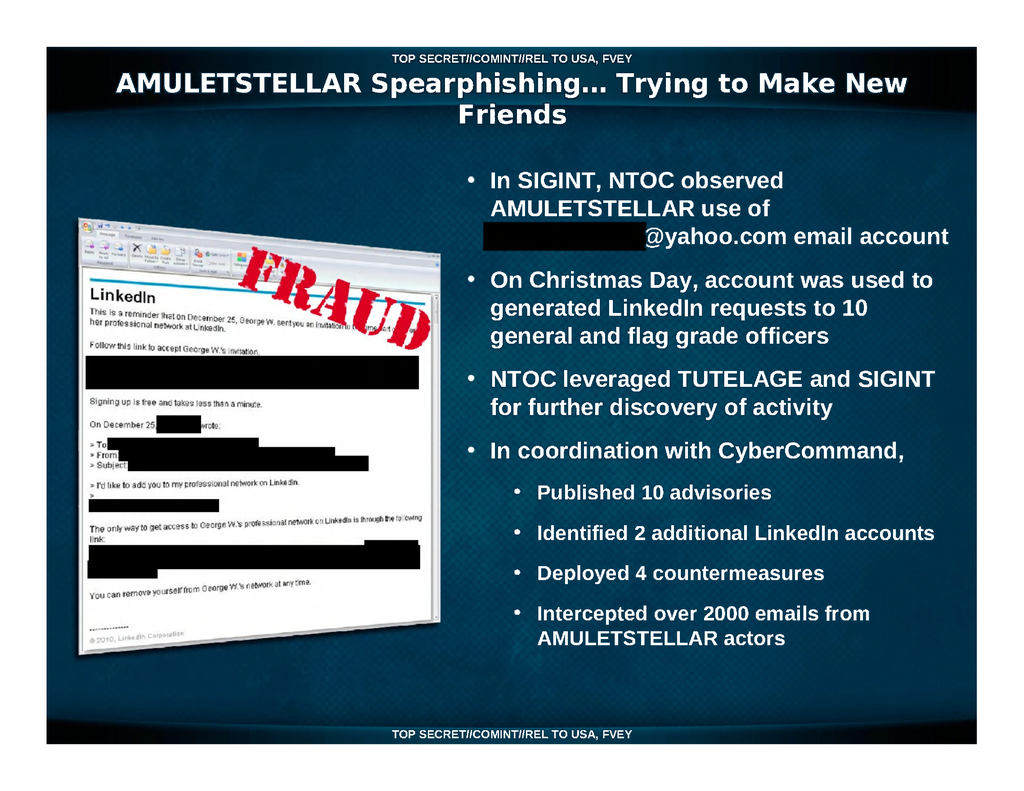 TOP SECRET//COMINT//REL TO USA, FVEY
AMULETSTELLAR Spearphishing… Trying to Make New
Friends
• In SIGINT, NTOC observed
AMULETSTELLAR use of
@yahoo.com email account
• On Christmas Day, account was used to
generated LinkedIn requests to 10
general and flag grade officers
• NTOC leveraged TUTELAGE and SIGINT
for further discovery of activity
• In coordination with CyberCommand,
• Published 10 advisories
• Identified 2 additional LinkedIn accounts
• Deployed 4 countermeasures
• Intercepted over 2000 emails from
AMULETSTELLAR actors
FRAUD
LinkedIn
This is a reminder that on December 25, George W. sent you an invitation to
her professional network at LinkedIn.
Follow this link to accept George W.'s invitation.
Signing up is free and takes less than a minute.
On December 25, wrote:
> To
> From
> Subject
> I'd like to add you to my professional network on LinkedIn.
>
The only way to get access to George W.'s professional network on LinkedIn is through the following
link:
You can remove yourself from George W.'s network at any time.
© 2010, LinkedIn Corporation
TOP SECRET//COMINT//REL TO USA, FVEY